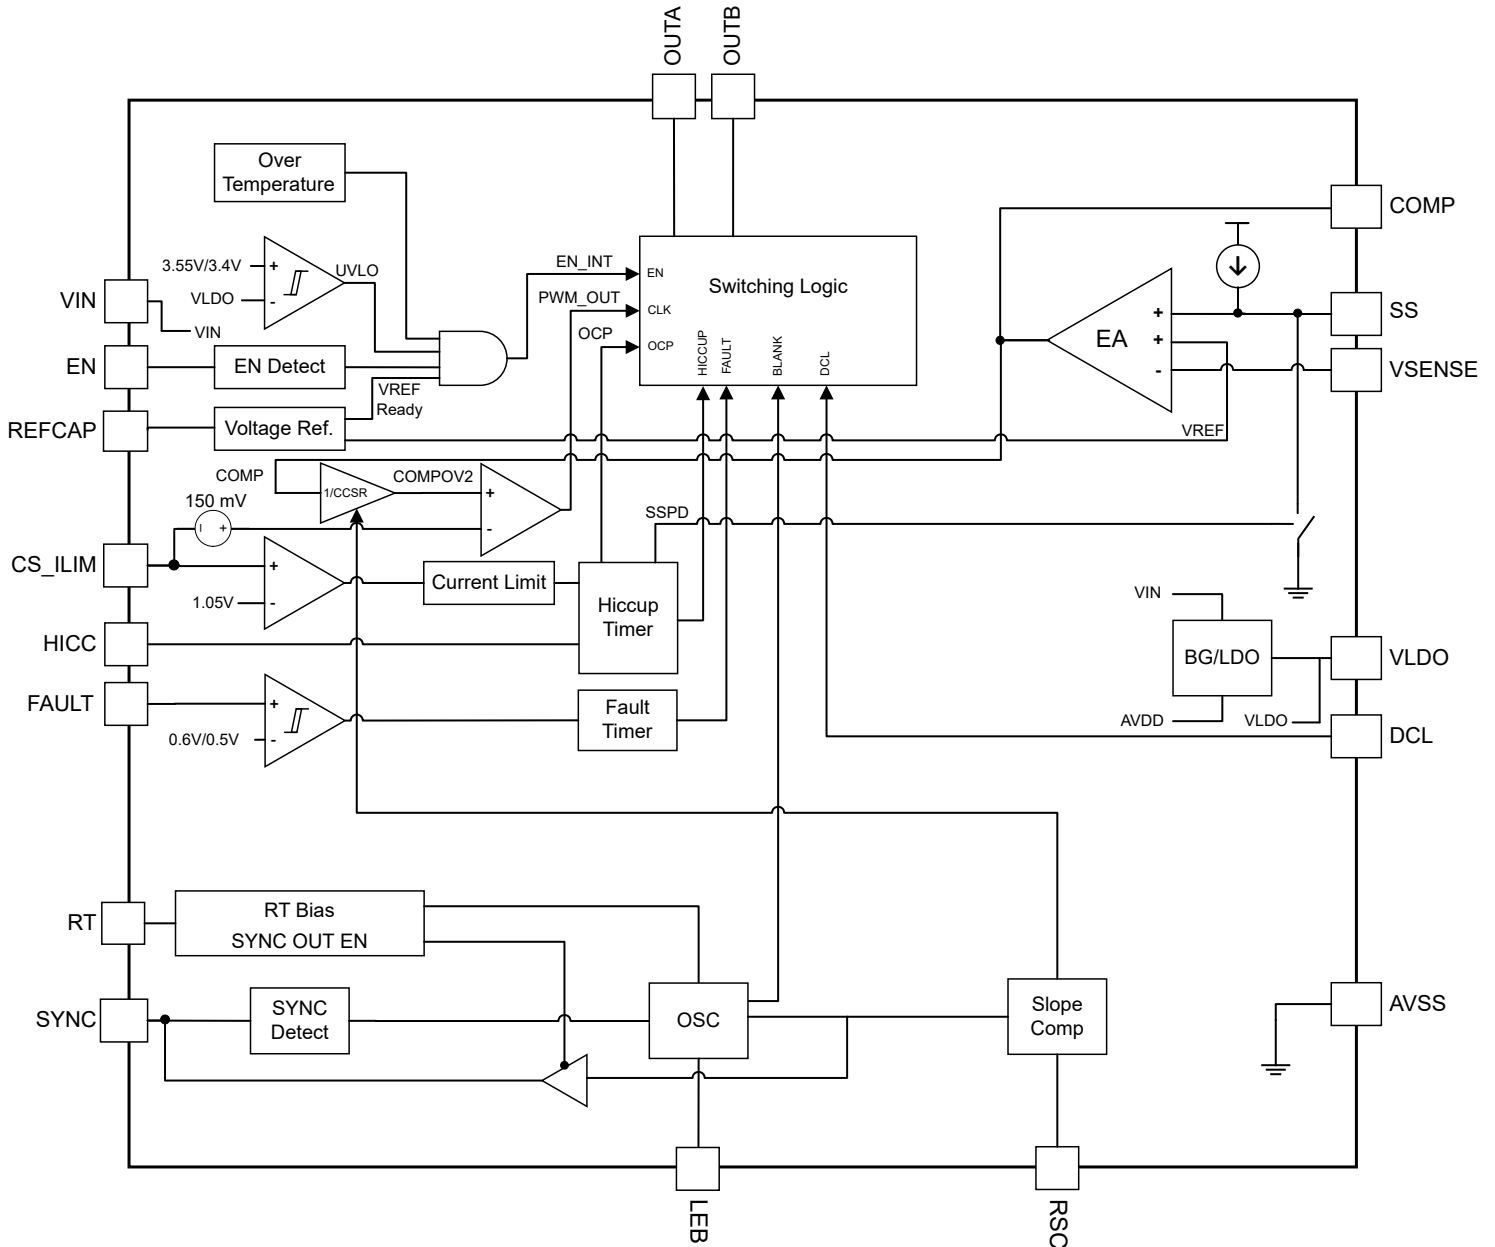 OUTA
OUTB
Over
Temperature
3.55V/3.4V
+
UVLO
VLDO
-
VIN
VIN
EN
EN Detect
VREF
Ready
REFCAP
Voltage Ref.
EN_INT
PWM_OUT
OCP
EN
CLK
OCP
Switching Logic
HICCUP
FAULT
BLANK
DCL
COMP
SS
VSENSE
EA
+
+
-
VREF
COMP
1/CCSR
COMPOV2
+
-
150 mV
+
CS_ILIM
+
1.05V
-
Current Limit
SSPD
Hiccup
Timer
HICC
FAULT
+
0.6V/0.5V
-
Fault
Timer
VIN
BG/LDO
VLDO
AVDD
VLDO
DCL
RT
RT Bias
SYNC OUT EN
SYNC
SYNC
Detect
OSC
Slope
Comp
AVSS
LEB
RSC